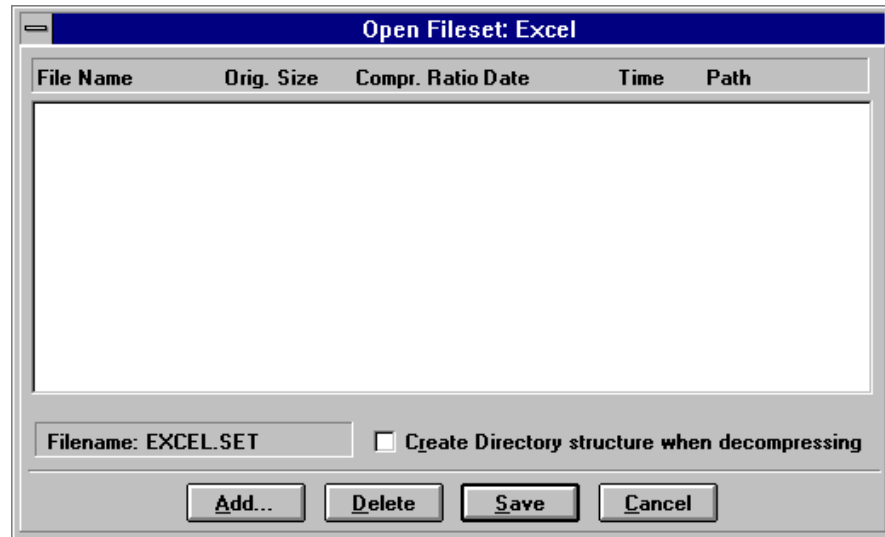 Open Fileset: Excel
File Name Orig. Size Compr. Ratio Date Time Path
Filename: EXCEL.SET Create Directory structure when decompressing
Add... Delete Save Cancel